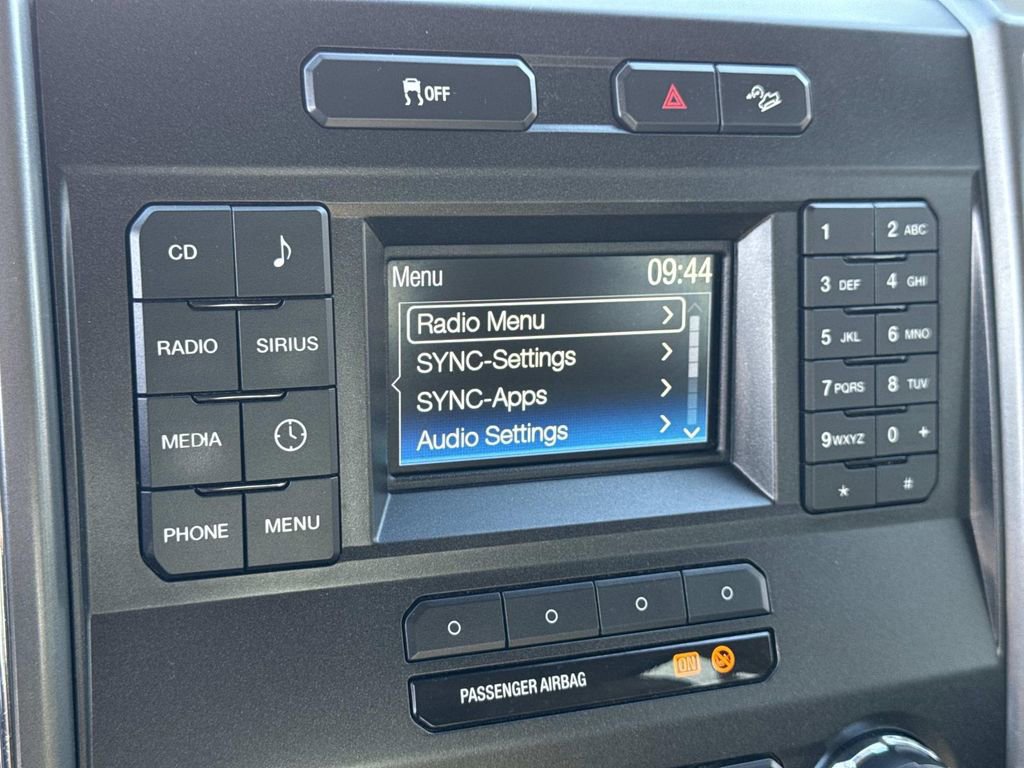 OFF
CD
RADIO SIRIUS
MEDIA
PHONE MENU
Menu 09:44
Radio Menu
SYNC-Settings
SYNC-Apps
Audio Settings
1 2 ABC
3 DEF 4 GHI
5 JKL 6 MNO
7 PQRS 8 TUV
9 WXYZ 0 +
* #
PASSENGER AIRBAG ON